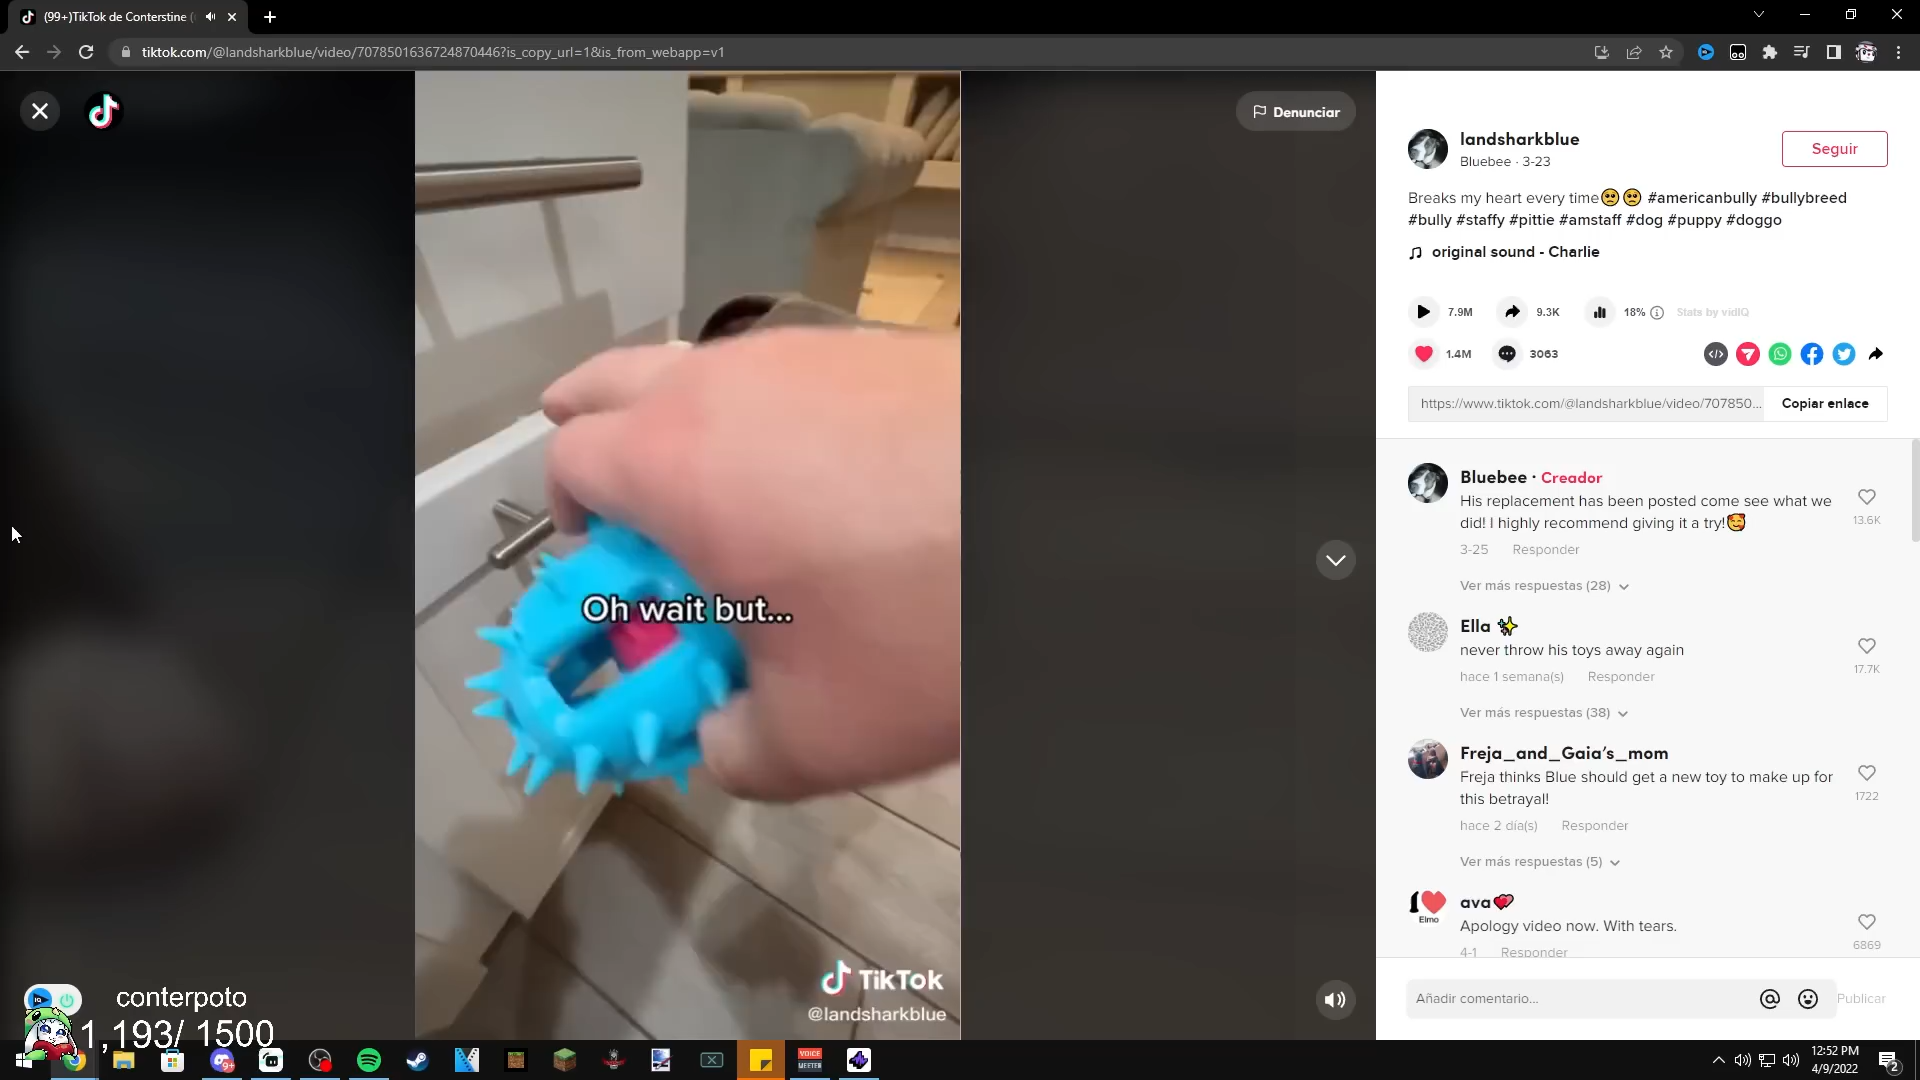 (99+)TikTok de Conterstine (
tiktok.com/@landsharkblue/video/7078501636724870446?is_copy_url=1&is_from_webapp=v1
Denunciar
Oh wait but...
TikTok
@landsharkblue
landsharkblue
Bluebee · 3-23
Seguir
Breaks my heart every time🥺🥺 #americanbully #bullybreed
#bully #staffy #pittie #amstaff #dog #puppy #doggo
original sound - Charlie
7.9M
9.3K
18%
Stats by vidIQ
1.4M
3063
https://www.tiktok.com/@landsharkblue/video/707850...
Copiar enlace
Bluebee · Creador
His replacement has been posted come see what we
did! I highly recommend giving it a try!🥰
13.6K
3-25 Responder
Ver más respuestas (28)
Ella ✨
never throw his toys away again
17.7K
hace 1 semana(s) Responder
Ver más respuestas (38)
Freja_and_Gaia's_mom
Freja thinks Blue should get a new toy to make up for
this betrayal!
1722
hace 2 día(s) Responder
Ver más respuestas (5)
Elmo
ava💕
Apology video now. With tears.
6869
4-1 Responder
Añadir comentario...
Publicar
conterpoto
1,193/ 1500
9+
VOICE
MEETER
12:52 PM
4/9/2022
2